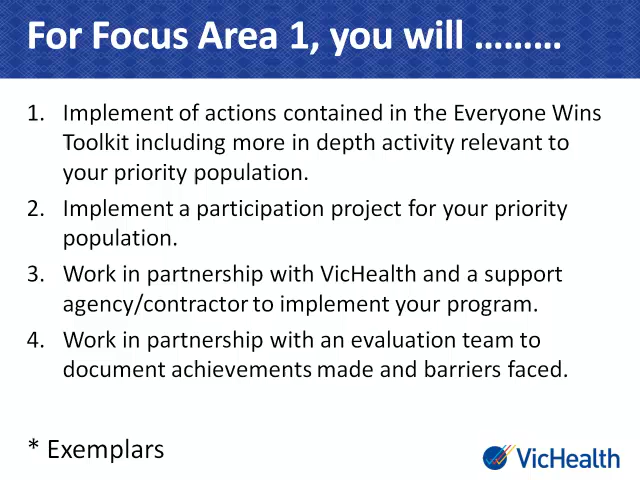 For Focus Area 1, you will .........
1. Implement of actions contained in the Everyone Wins
Toolkit including more in depth activity relevant to
your priority population.
2. Implement a participation project for your priority
population.
3. Work in partnership with VicHealth and a support
agency/contractor to implement your program.
4. Work in partnership with an evaluation team to
document achievements made and barriers faced.
* Exemplars
VicHealth